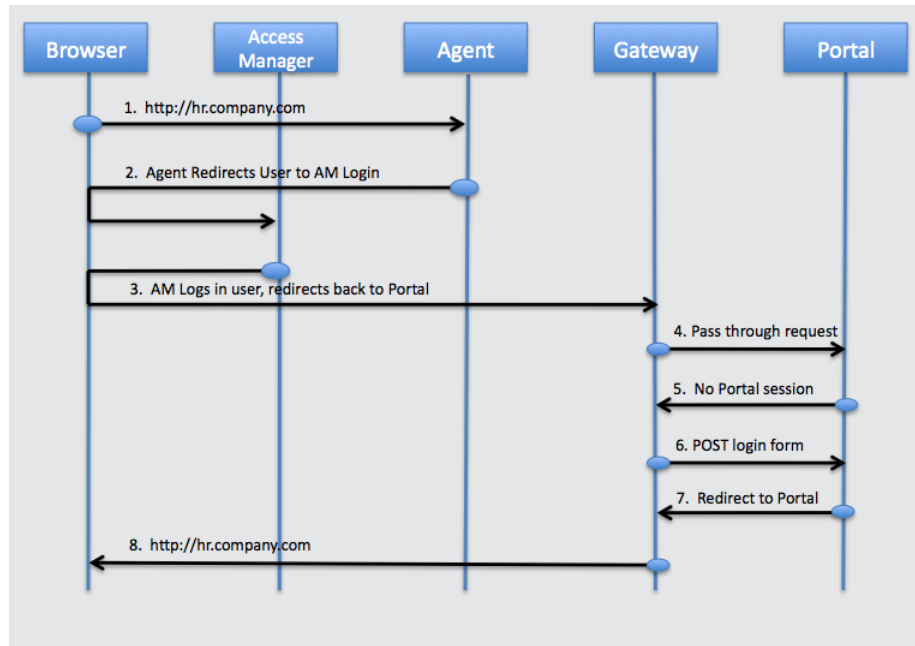 Browser
Access
Manager
Agent
Gateway
Portal
1. http://hr.company.com
2. Agent Redirects User to AM Login
3. AM Logs in user, redirects back to Portal
4. Pass through request
5. No Portal session
6. POST login form
7. Redirect to Portal
8. http://hr.company.com